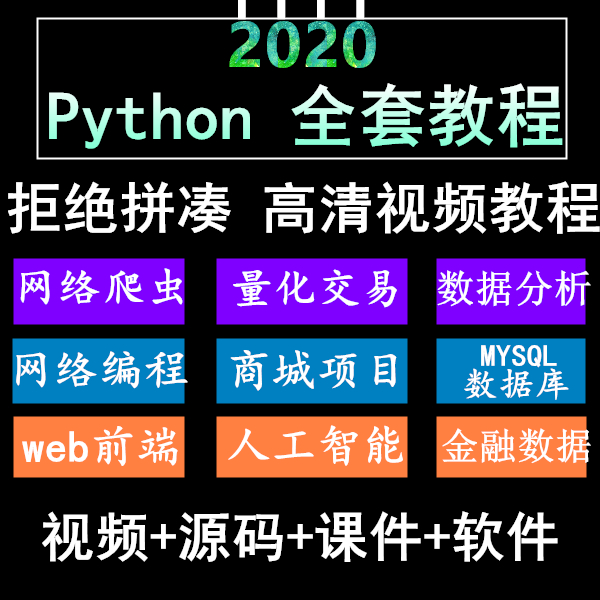 2020
Python 全套教程
拒绝拼凑 高清视频教程
网络爬虫 量化交易 数据分析
网络编程 商城项目 MYSQL
数据库
web前端 人工智能 金融数据
视频+源码+课件+软件